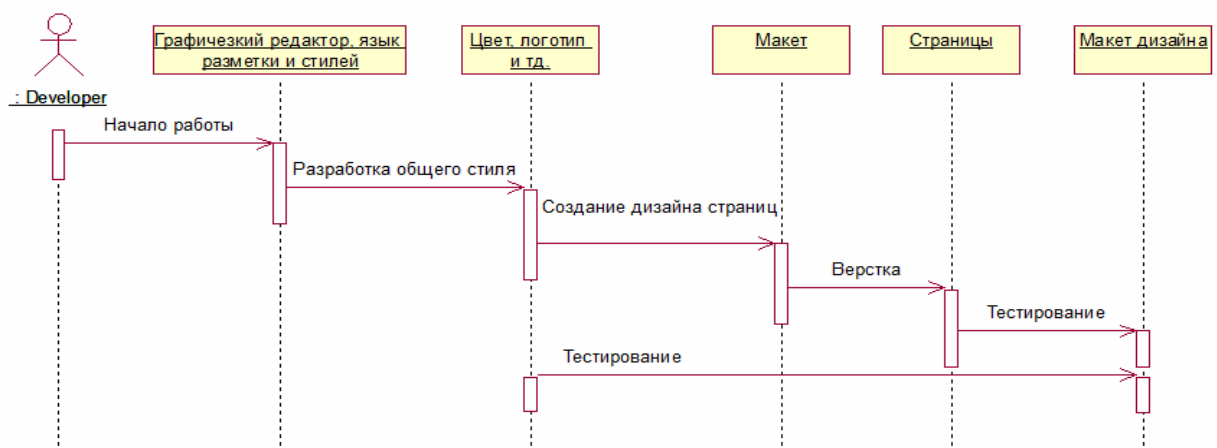 Графичезкий редактор, язык
разметки и стилей
Цвет, логотип
и тд.
Макет
Страницы
Макет дизайна
: Developer
Начало работы
Разработка общего стиля
Создание дизайна страниц
Верстка
Тестирование
Тестирование